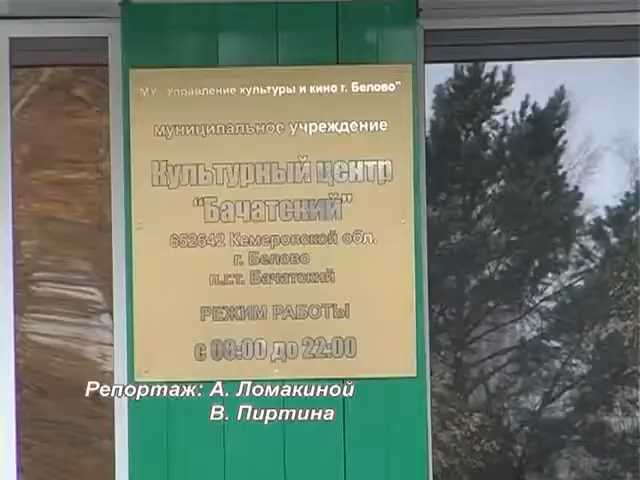 МУ "Управление культуры и кино г. Белово"
муниципальное учреждение
Культурный центр
"Бачатский"
652642 Кемеровской обл.
г. Белово
п.г.т. Бачатский
РЕЖИМ РАБОТЫ
с 08:00 до 22:00
Репортаж: А. Ломакиной
В. Пиртина